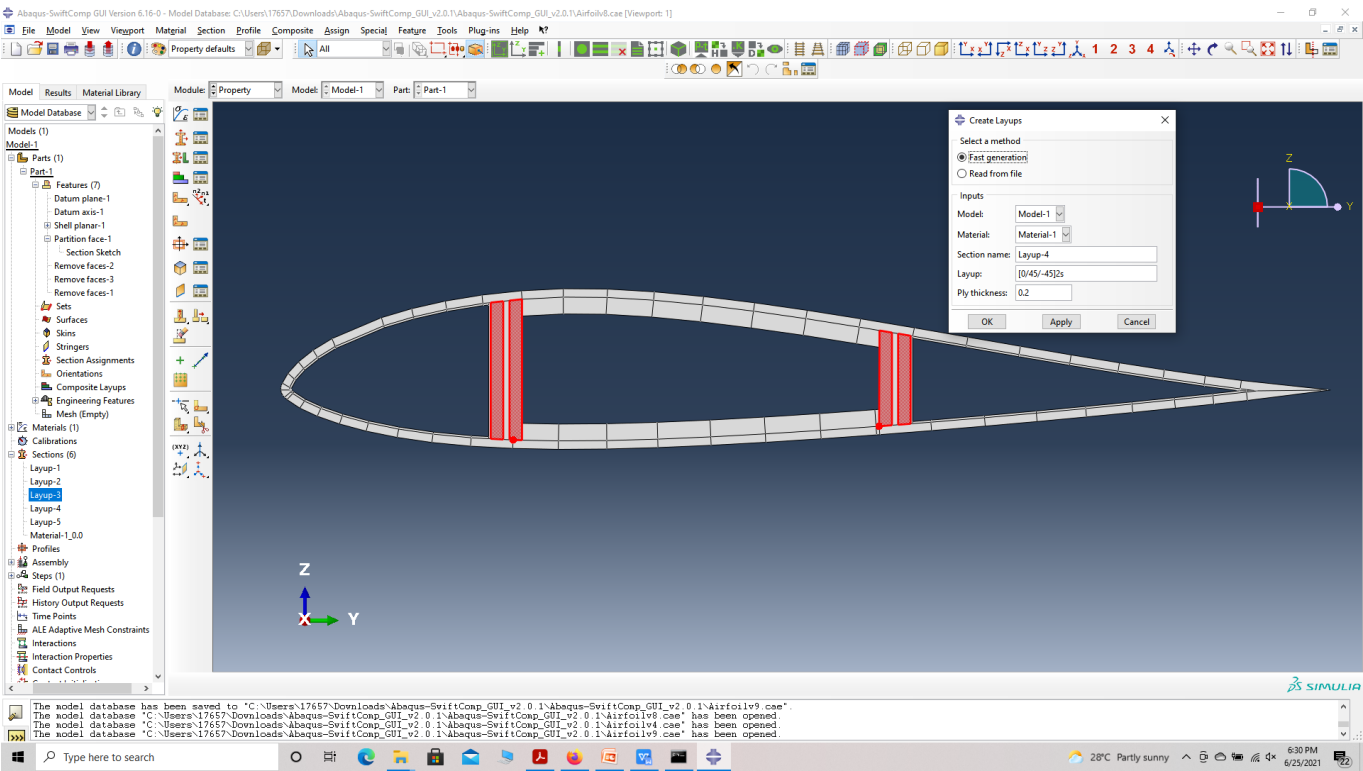 Abaqus-SwiftComp GUI Version 6.16-0 - Model Database: C:\Users\17657\Downloads\Abaqus-SwiftComp_GUI_v2.0.1\Abaqus-SwiftComp_GUI_v2.0.1\Airfoilv8.cae [Viewport: 1]
File Model Viewport View Material Section Profile Composite Assign Special Feature Tools Plug-ins Help
Property defaults All 1 2 3 4
Model Results Material Library Module: Property Model: Model-1 Part: Part-1
Model Database
Models (1)
Model-1
Parts (1)
Part-1
Features (7)
Datum plane-1
Datum axis-1
Shell planar-1
Partition face-1
Section Sketch
Remove faces-2
Remove faces-3
Remove faces-1
Sets
Surfaces
Skins
Stringers
Section Assignments
Orientations
Composite Layups
Engineering Features
Mesh (Empty)
Materials (1)
Calibrations
Sections (6)
Layup-1
Layup-2
Layup-3
Layup-4
Layup-5
Material-1_0.0
Profiles
Assembly
Steps (1)
Field Output Requests
History Output Requests
Time Points
ALE Adaptive Mesh Constraints
Interactions
Interaction Properties
Contact Controls
Create Layups
Select a method
Fast generation
Read from file
Inputs
Model: Model-1
Material: Material-1
Section name: Layup-4
Layup: [0/45/-45]2s
Ply thickness: 0.2
OK Apply Cancel
Z
X Y
Z
X Y
SIMULIA
The model database has been saved to "C:\Users\17657\Downloads\Abaqus-SwiftComp_GUI_v2.0.1\Abaqus-SwiftComp_GUI_v2.0.1\Airfoilv9.cae".
The model database "C:\Users\17657\Downloads\Abaqus-SwiftComp_GUI_v2.0.1\Abaqus-SwiftComp_GUI_v2.0.1\Airfoilv8.cae" has been opened.
The model database "C:\Users\17657\Downloads\Abaqus-SwiftComp_GUI_v2.0.1\Abaqus-SwiftComp_GUI_v2.0.1\Airfoilv4.cae" has been opened.
The model database "C:\Users\17657\Downloads\Abaqus-SwiftComp_GUI_v2.0.1\Abaqus-SwiftComp_GUI_v2.0.1\Airfoilv9.cae" has been opened.
Type here to search
28°C Partly sunny
6:30 PM
6/25/2021
22